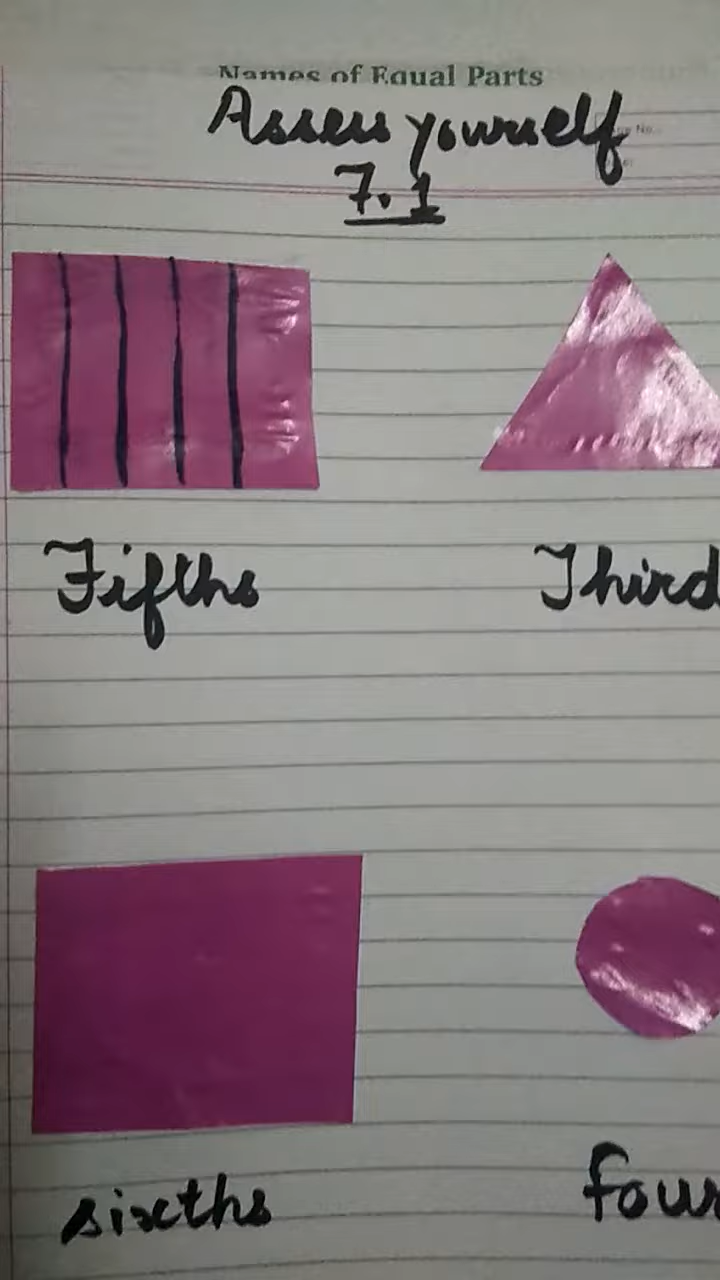 Names of Equal Parts
Assess yourself
7.1
Fifths
Third
sixths
four